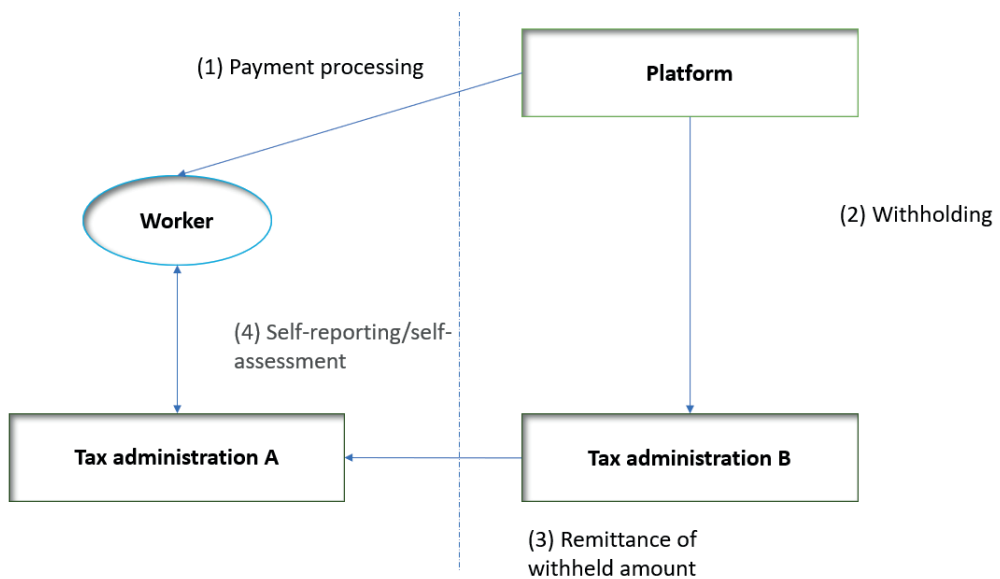 (1) Payment processing
Platform
Worker
(2) Withholding
(4) Self-reporting/self-
assessment
Tax administration A
Tax administration B
(3) Remittance of
withheld amount